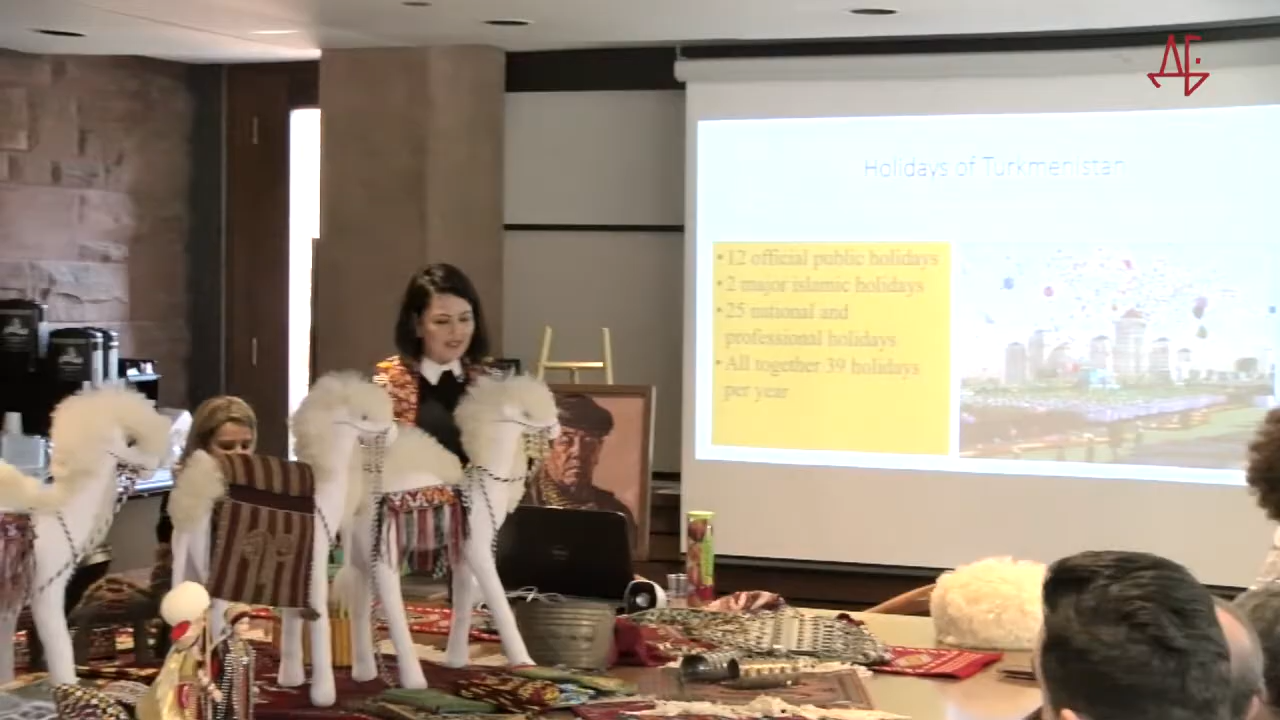 Holidays of Turkmenistan
• 12 official public holidays
• 2 major islamic holidays
• 25 national and
professional holidays
• All together 39 holidays
per year